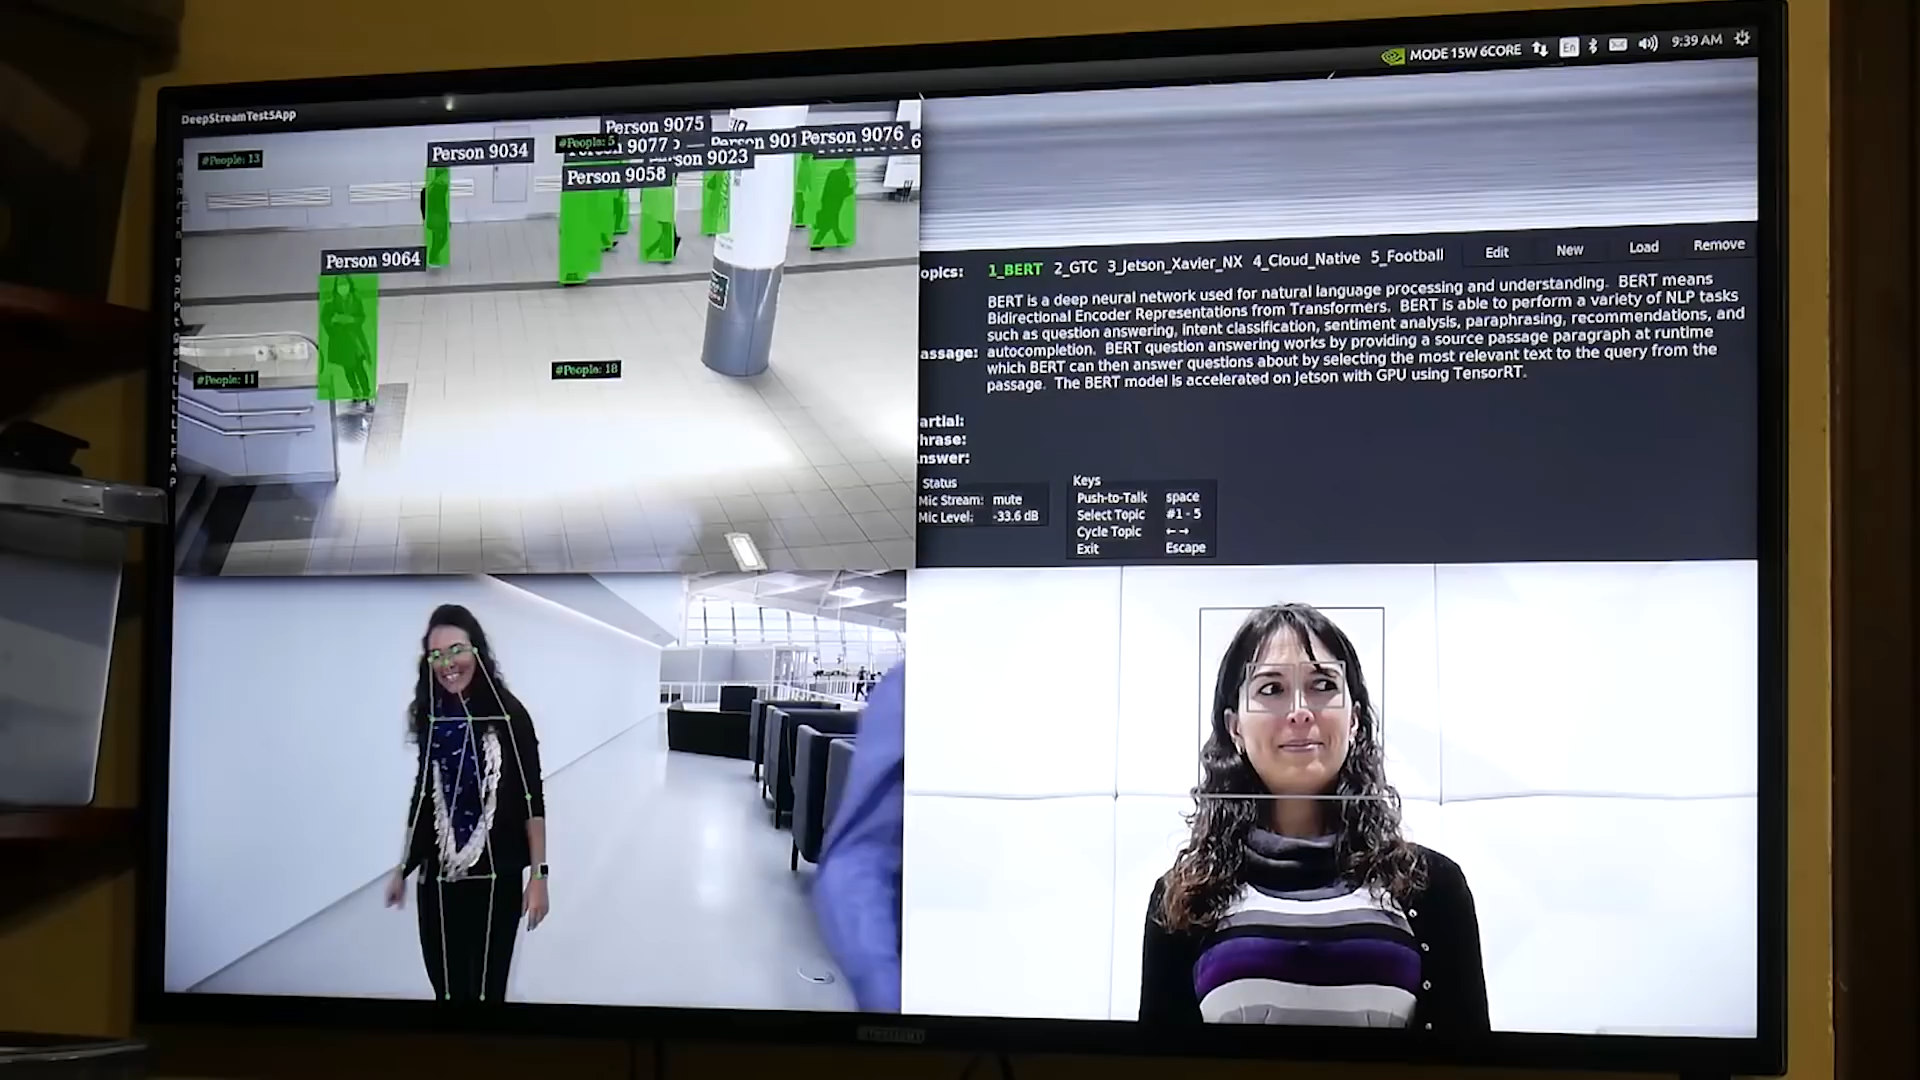 MODE 15W 6CORE
En
9:39 AM
DeepStreamTest5App
#People: 13
Person 9034
Person 9075
#People: 5
9077
Person 901
Person 9076
son 9023
Person 9058
Person 9064
#People: 11
#People: 18
opics:
1_BERT 2_GTC 3_Jetson_Xavier_NX 4_Cloud_Native 5_Football
Edit
New
Load
Remove
assage:
BERT is a deep neural network used for natural language processing and understanding. BERT means
Bidirectional Encoder Representations from Transformers. BERT is able to perform a variety of NLP tasks
such as question answering, intent classification, sentiment analysis, paraphrasing, recommendations, and
autocompletion. BERT question answering works by providing a source passage paragraph at runtime
which BERT can then answer questions about by selecting the most relevant text to the query from the
passage. The BERT model is accelerated on Jetson with GPU using TensorRT.
artial:
hrase:
nswer:
Status
Mic Stream: mute
Mic Level: -33.6 dB
Keys
Push-to-Talk space
Select Topic #1 - 5
Cycle Topic ←→
Exit Escape